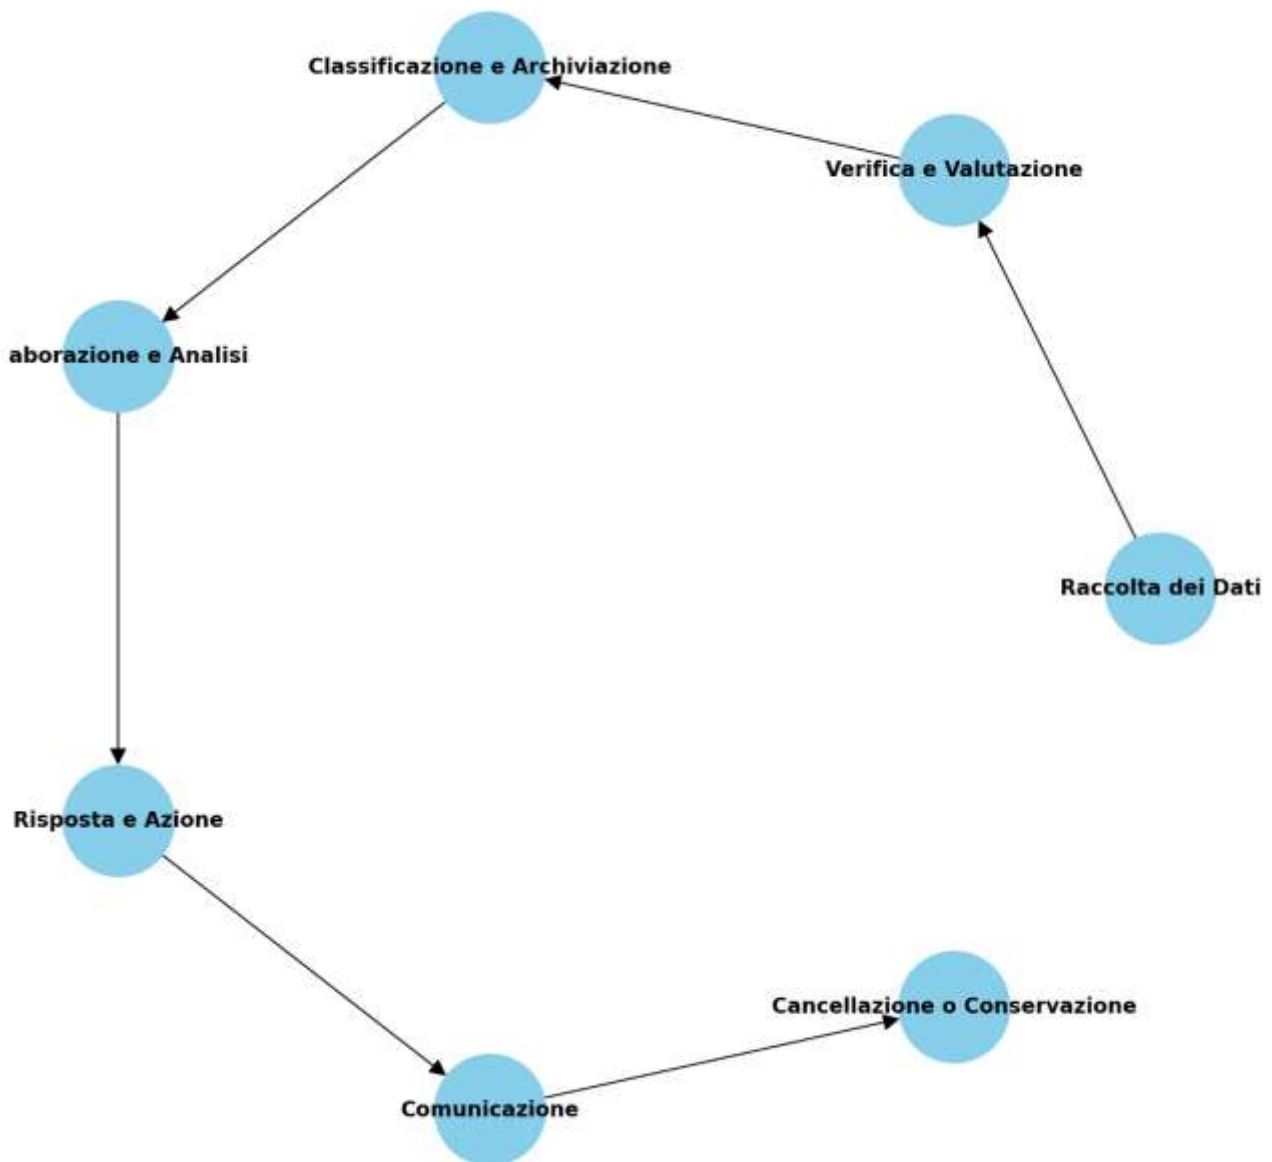 Classificazione e Archiviazione
Verifica e Valutazione
aborazione e Analisi
Raccolta dei Dati
Risposta e Azione
Cancellazione o Conservazione
Comunicazione